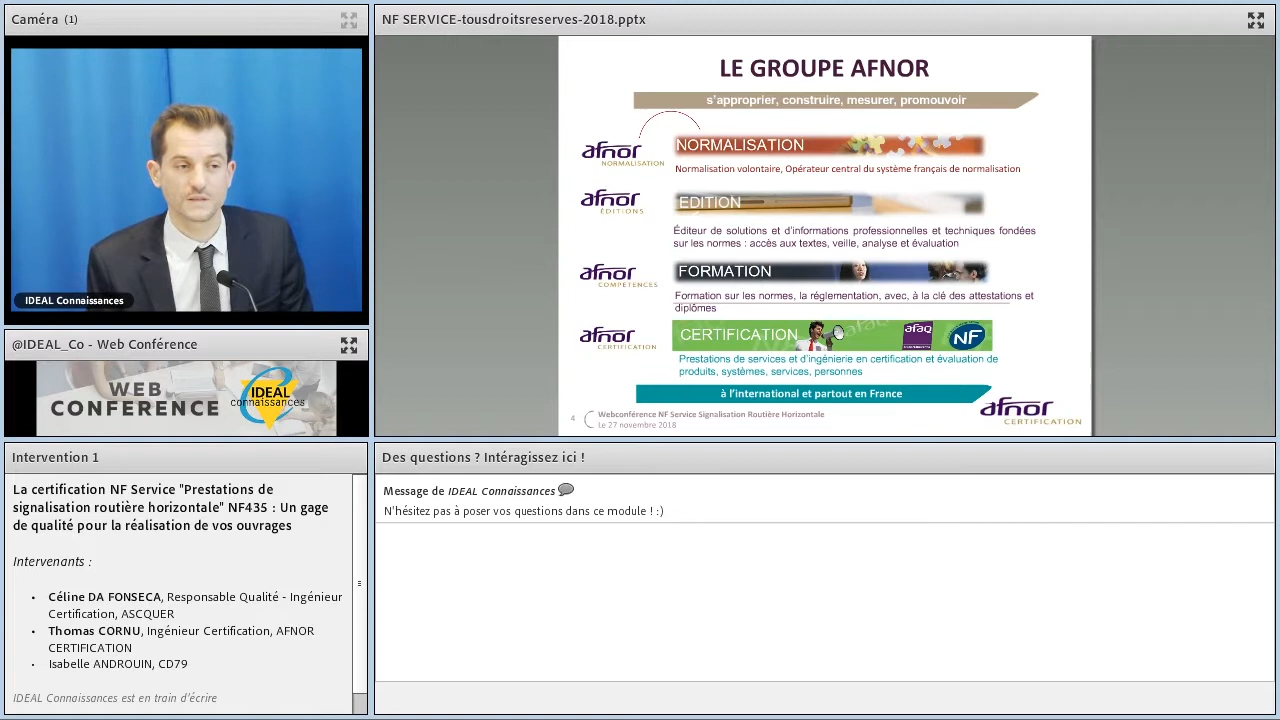 Caméra (1)
IDEAL Connaissances
@IDEAL_Co - Web Conférence
WEB
CONFERENCE
IDEAL
connaissances
Intervention 1
La certification NF Service "Prestations de
signalisation routière horizontale" NF435 : Un gage
de qualité pour la réalisation de vos ouvrages
Intervenants :
• Céline DA FONSECA, Responsable Qualité - Ingénieur
Certification, ASCQUER
• Thomas CORNU, Ingénieur Certification, AFNOR
CERTIFICATION
• Isabelle ANDROUIN, CD79
IDEAL Connaissances est en train d'écrire
NF SERVICE-tousdroitsreserves-2018.pptx
LE GROUPE AFNOR
s'approprier, construire, mesurer, promouvoir
afnor
NORMALISATION
NORMALISATION
Normalisation volontaire, Opérateur central du système français de normalisation
afnor
ÉDITIONS
EDITION
Éditeur de solutions et d'informations professionnelles et techniques fondées
sur les normes : accès aux textes, veille, analyse et évaluation
afnor
COMPÉTENCES
FORMATION
Formation sur les normes, la réglementation, avec, à la clé des attestations et
diplômes
afnor
CERTIFICATION
CERTIFICATION
afaq
afaq
NF
Prestations de services et d'ingénierie en certification et évaluation de
produits, systèmes, services, personnes
à l'international et partout en France
4
Webconférence NF Service Signalisation Routière Horizontale
Le 27 novembre 2018
afnor
CERTIFICATION
Des questions ? Intéragissez ici !
Message de IDEAL Connaissances
N'hésitez pas à poser vos questions dans ce module ! :)